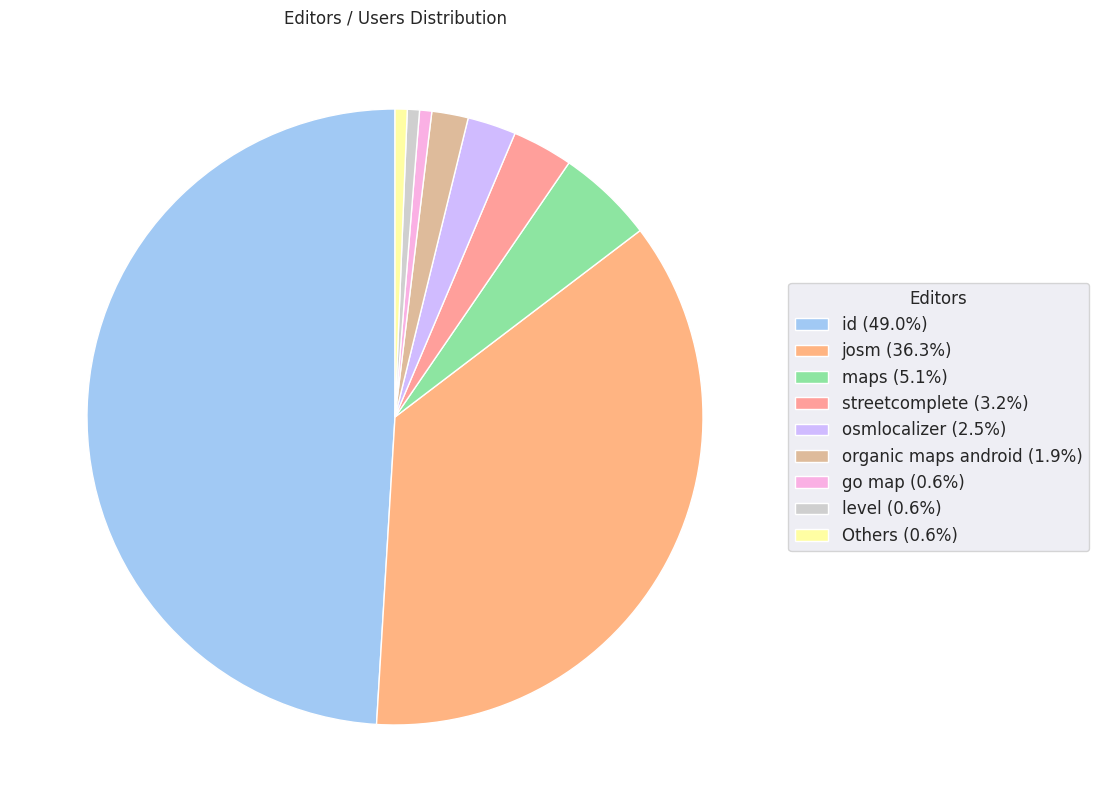 Editors / Users Distribution
Editors
id (49.0%)
josm (36.3%)
maps (5.1%)
streetcomplete (3.2%)
osmlocalizer (2.5%)
organic maps android (1.9%)
go map (0.6%)
level (0.6%)
Others (0.6%)